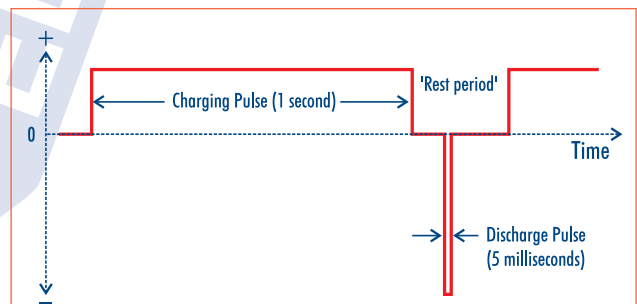 +
Charging Pulse (1 second)
'Rest period'
0
Time
Discharge Pulse
(5 milliseconds)
–